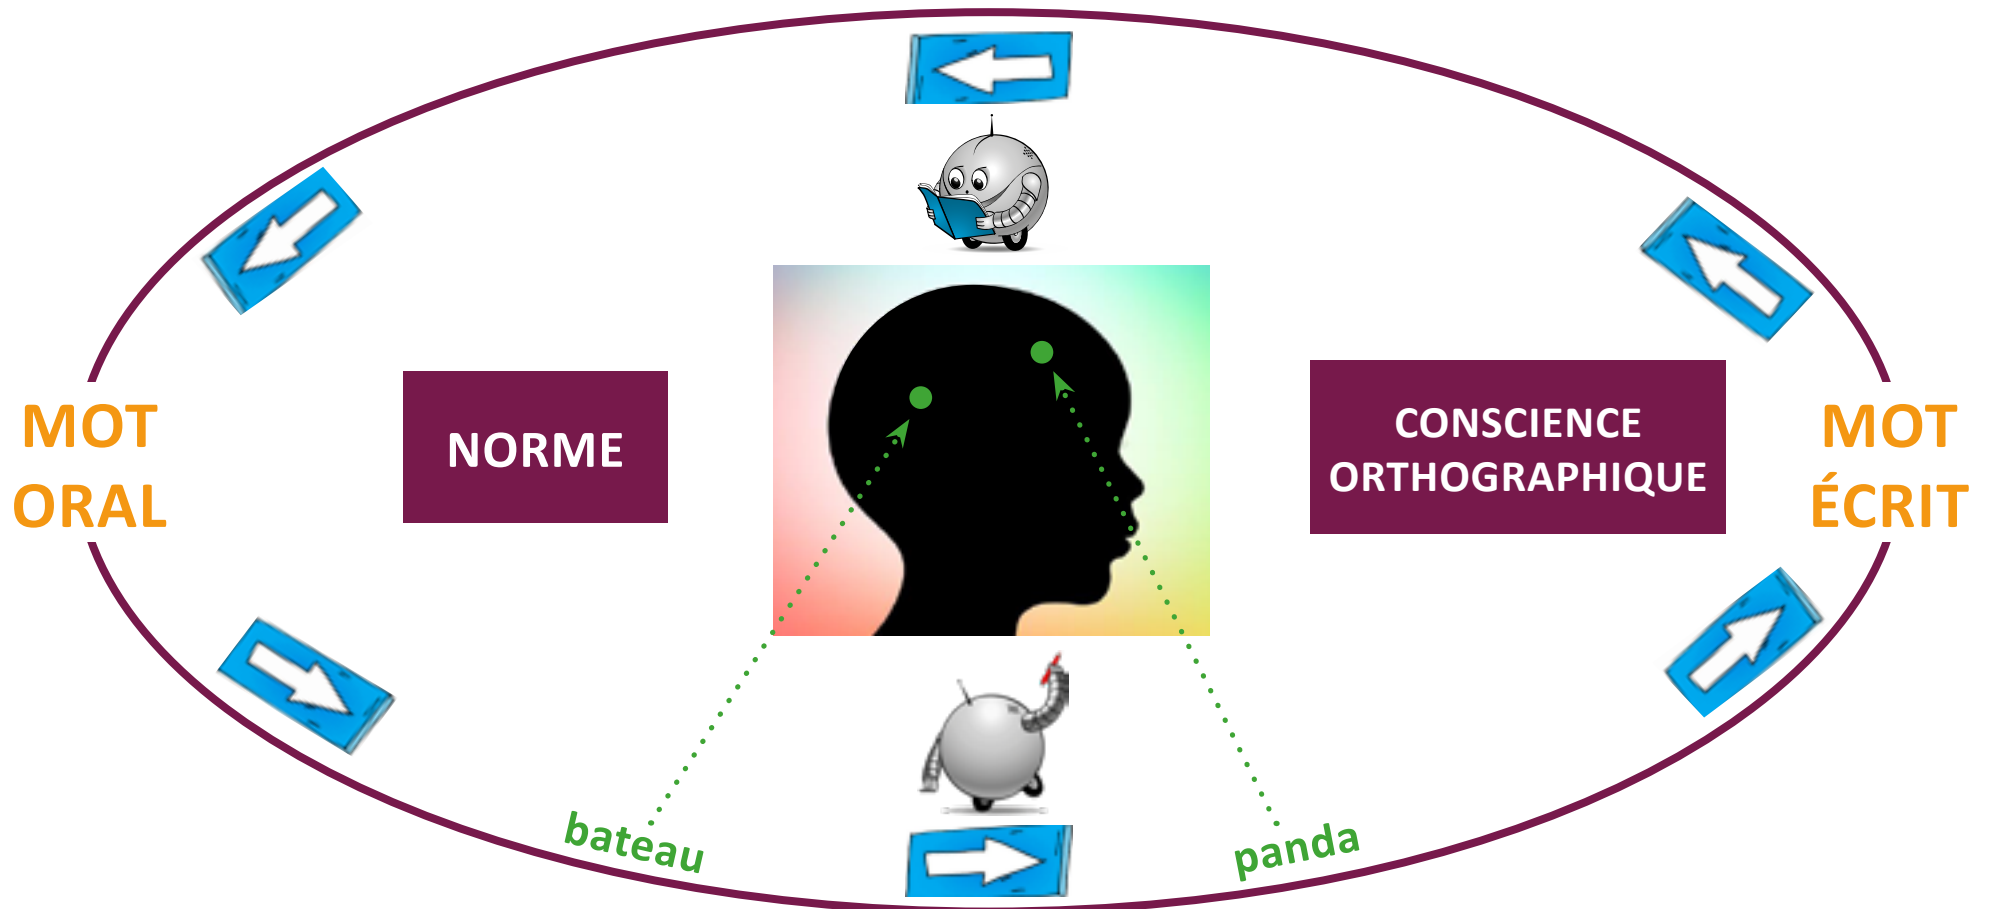 MOT
ORAL
NORME
CONSCIENCE
ORTHOGRAPHIQUE
MOT
ÉCRIT
bateau
panda